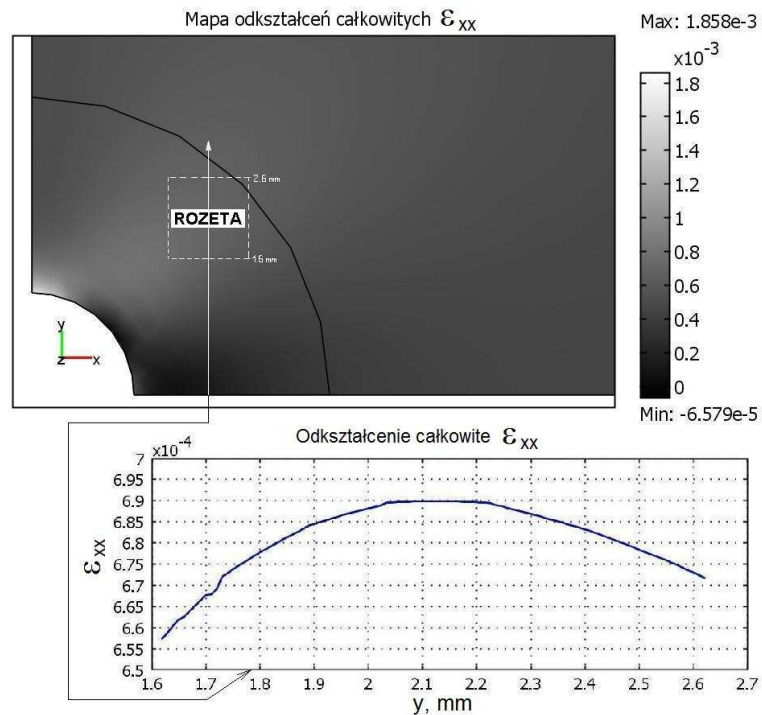 Mapa odkształceń całkowitych εxx
Max: 1.858e-3
×10-3
1.8
1.6
1.4
1.2
1
0.8
0.6
0.4
0.2
0
Min: -6.579e-5
2.6 mm
ROZETA
1.6 mm
y
z
x
Odkształcenie całkowite εxx
×10-4
7
6.95
6.9
6.85
6.8
6.75
6.7
6.65
6.6
6.55
6.5
εxx
1.6 1.7 1.8 1.9 2 2.1 2.2 2.3 2.4 2.5 2.6 2.7
y, mm